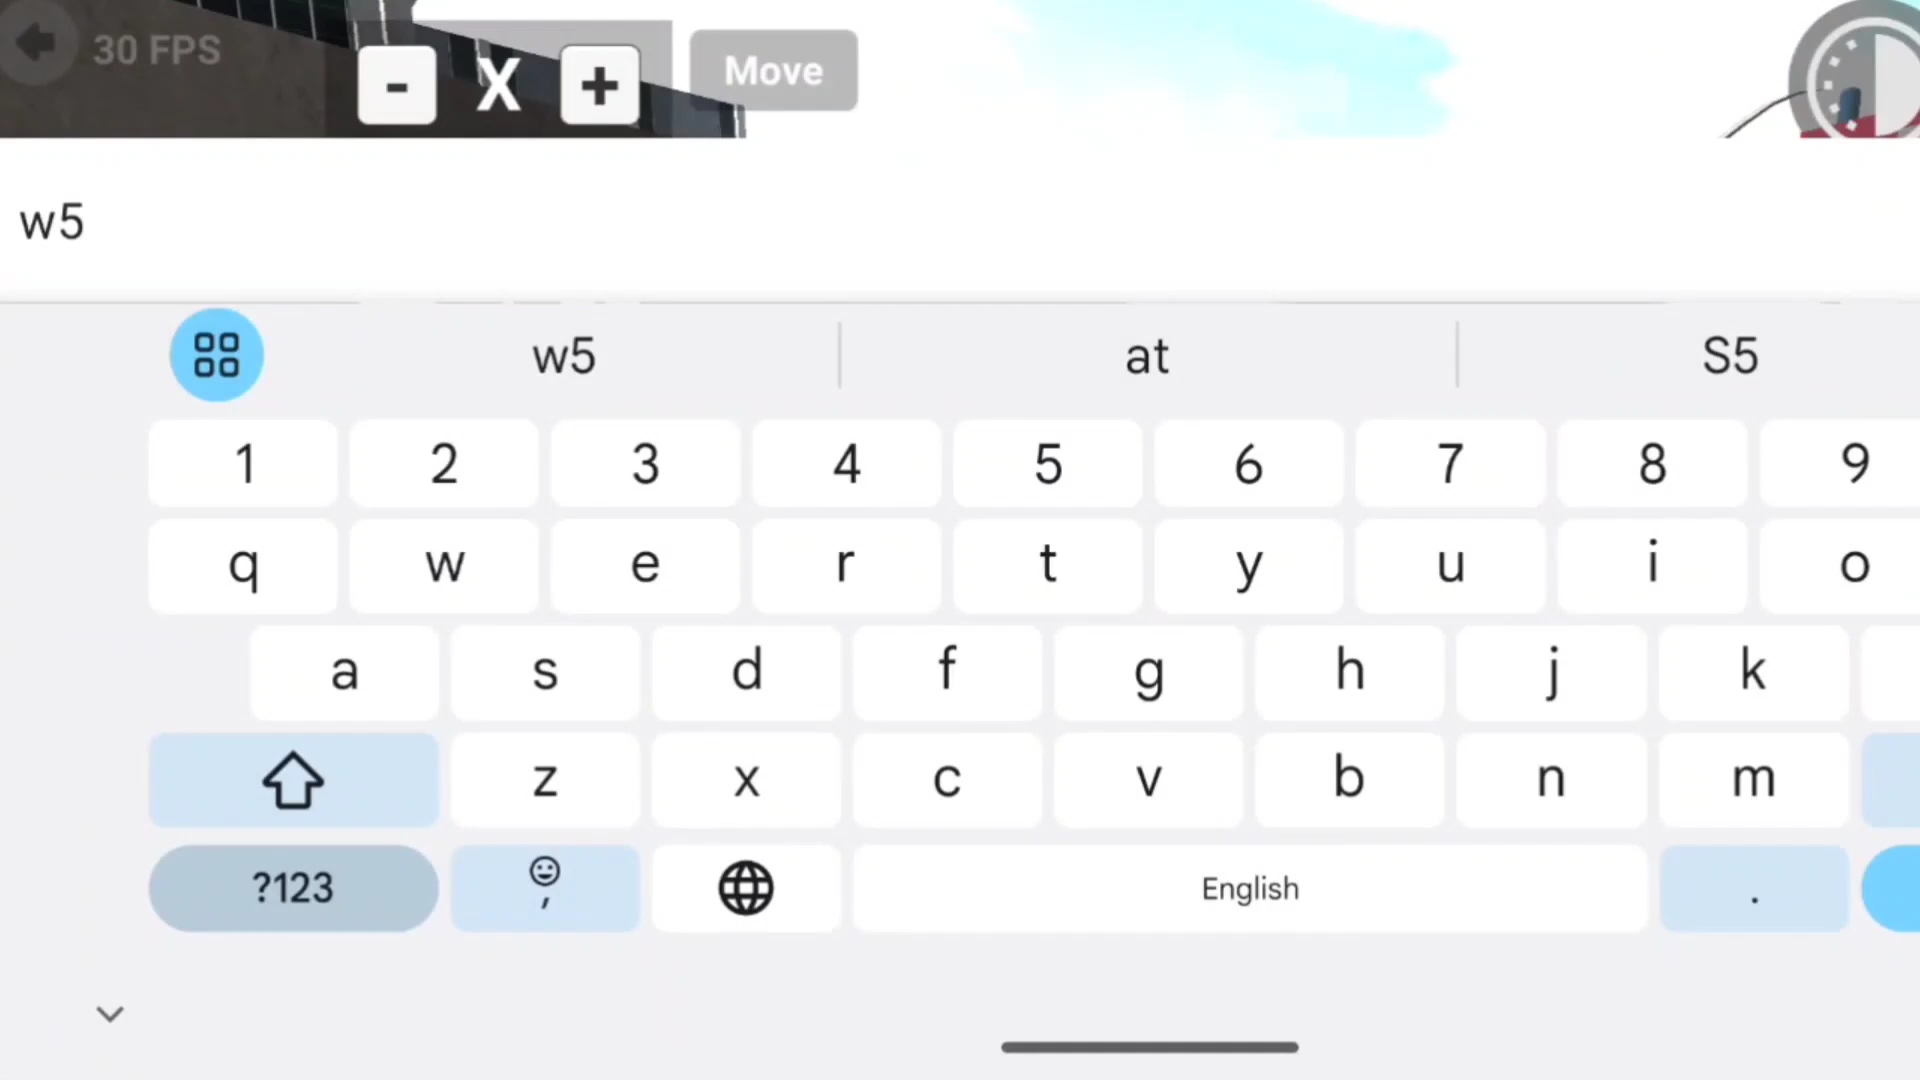 30 FPS
- X +
Move
w5
w5 at S5
1 2 3 4 5 6 7 8 9
q w e r t y u i o
a s d f g h j k
z x c v b n m
?123 , English .